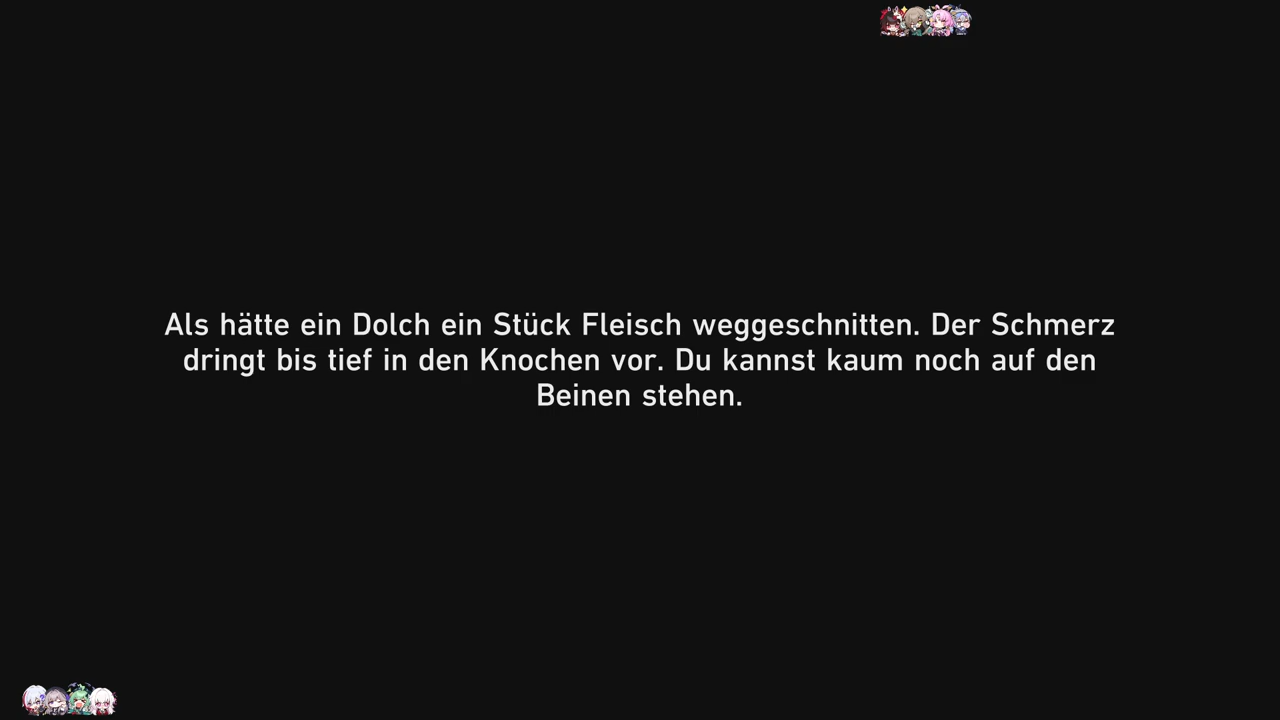 Als hätte ein Dolch ein Stück Fleisch weggeschnitten. Der Schmerz
dringt bis tief in den Knochen vor. Du kannst kaum noch auf den
Beinen stehen.